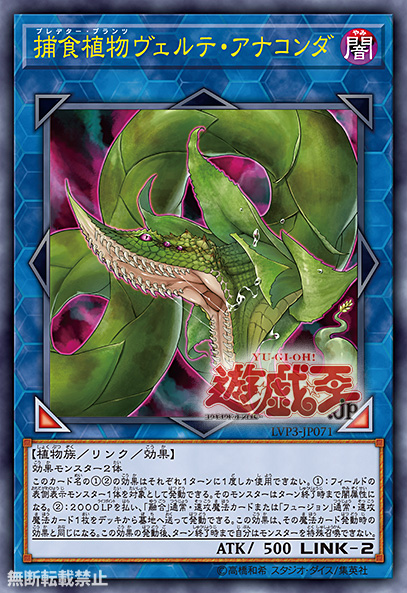 プレデター・プランツ
捕食植物ヴェルテ・アナコンダ
やみ
闇
YU-GI-OH!
遊戯王
.jp
LVP3-JP071
【植物族／リンク／効果】
効果モンスター2体
このカード名の①②の効果はそれぞれ1ターンに1度しか使用できない。①：フィールドの
表側表示モンスター1体を対象として発動できる。そのモンスターはターン終了時まで闇属性に
なる。②：2000LPを払い、「融合」通常・速攻魔法カードまたは「フュージョン」通常・速攻
魔法カード1枚をデッキから墓地へ送って発動できる。この効果は、その魔法カード発動時の
効果と同じになる。この効果の発動後、ターン終了時まで自分はモンスターを特殊召喚できない。
ATK/ 500 LINK-2
無断転載禁止
©高橋和希 スタジオ・ダイス/集英社